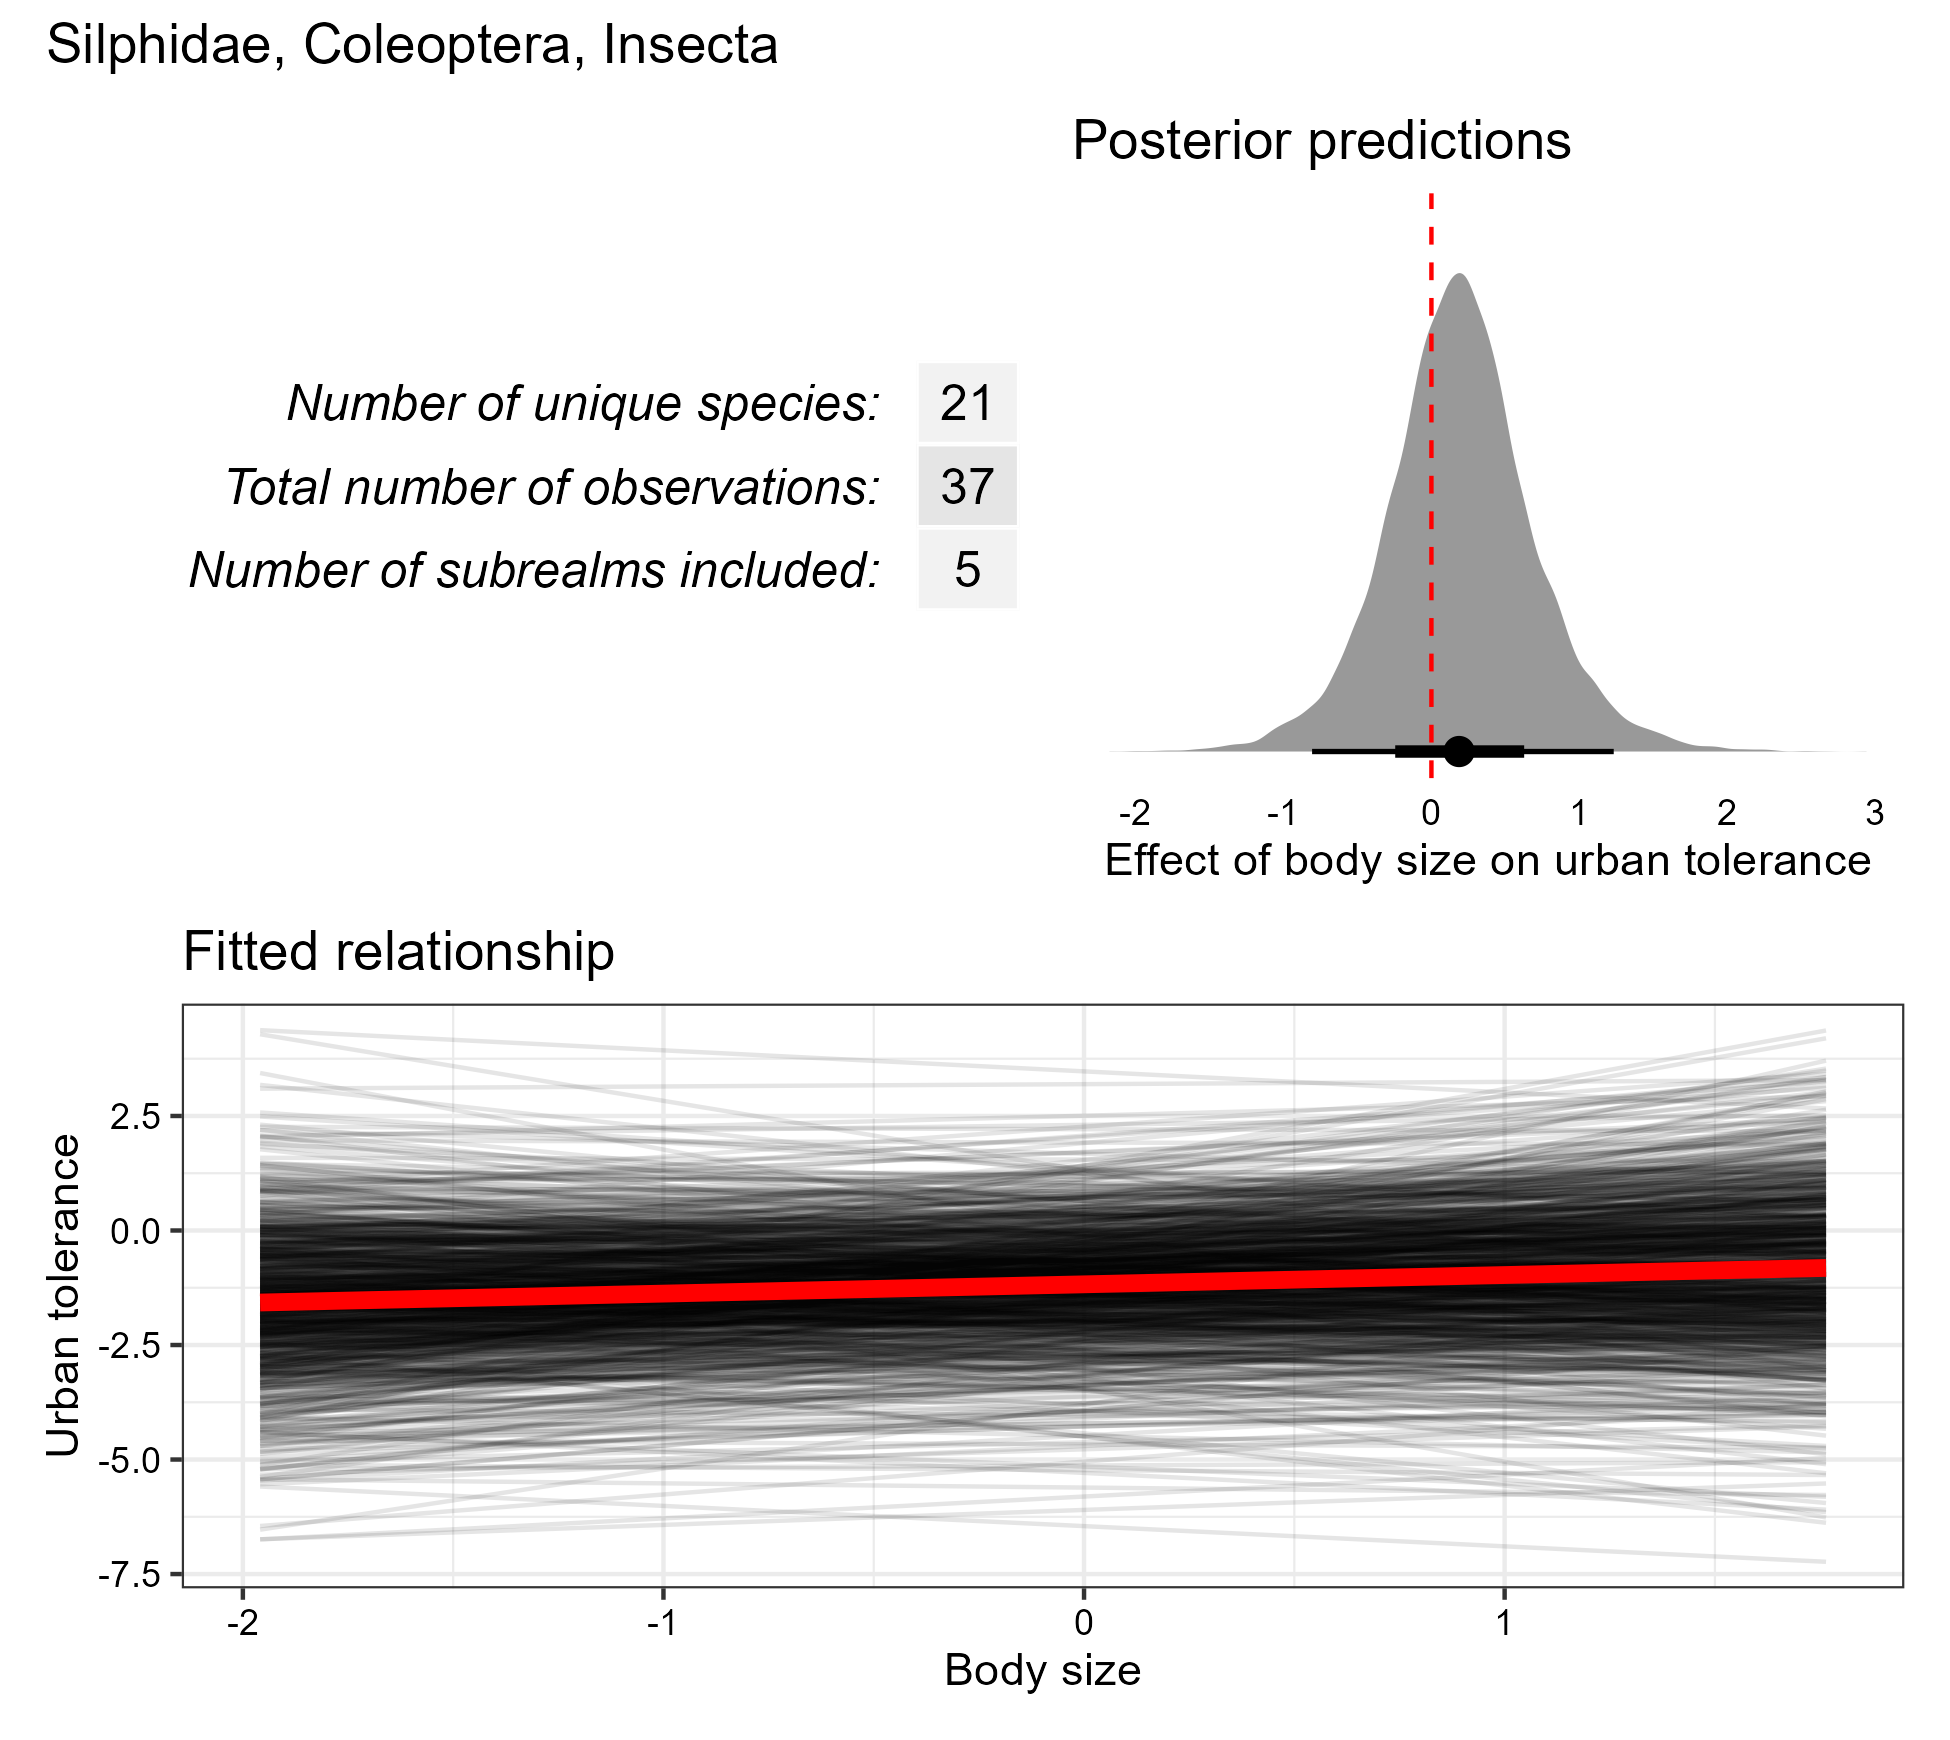 Silphidae, Coleoptera, Insecta
Posterior predictions
Number of unique species: 21
Total number of observations: 37
Number of subrealms included: 5
-2 -1 0 1 2 3
Effect of body size on urban tolerance
Fitted relationship
Urban tolerance
2.5
0.0
-2.5
-5.0
-7.5
-2 -1 0 1
Body size